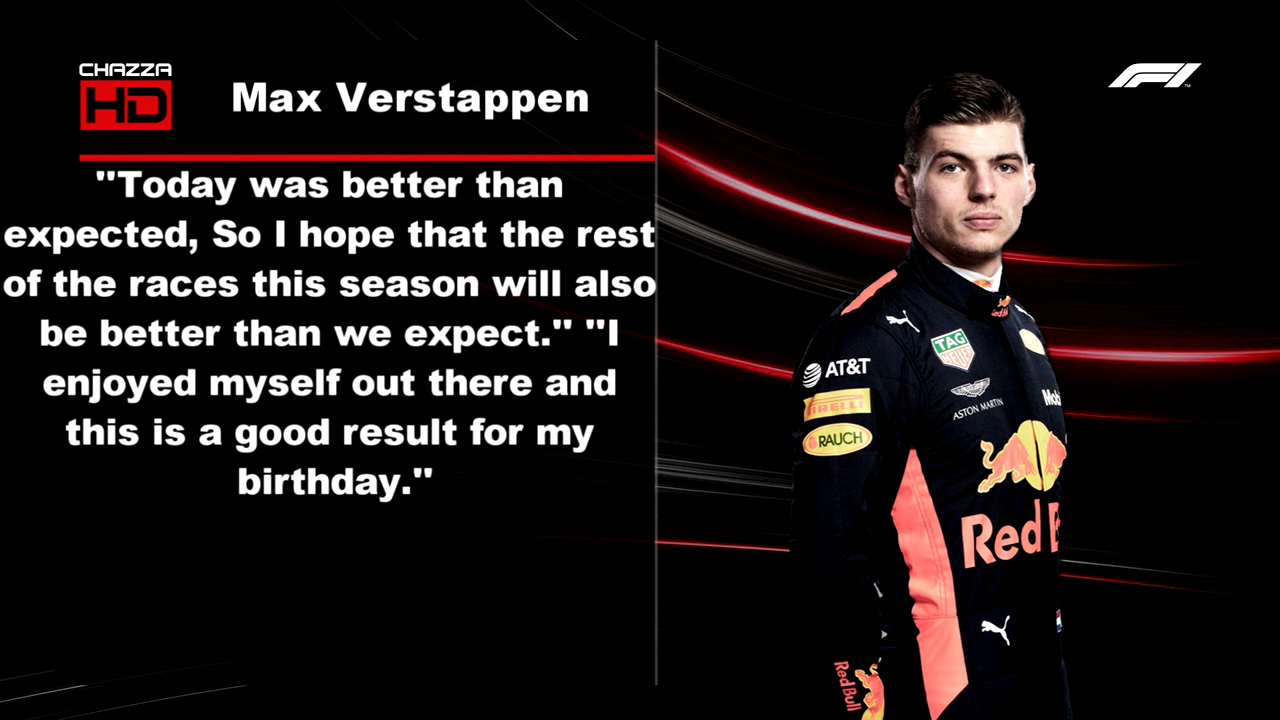 CHAZZA
HD
Max Verstappen
F1
"Today was better than
expected, So I hope that the rest
of the races this season will also
be better than we expect." "I
enjoyed myself out there and
this is a good result for my
birthday."
TAG
HEUER
AT&T
ASTON MARTIN
Mob
PIRELLI
RAUCH
Red B
Red Bull